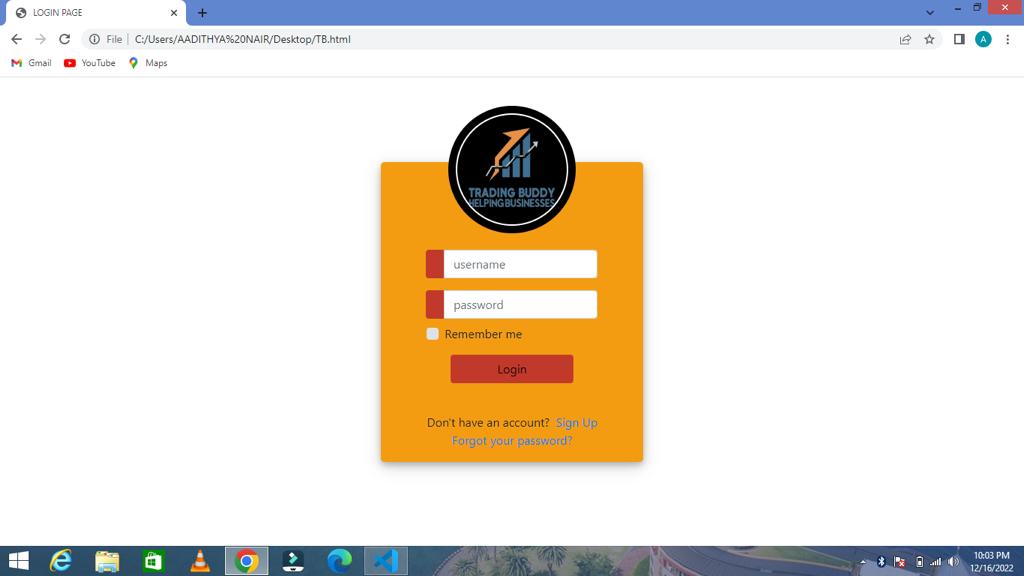 LOGIN PAGE
File
C:/Users/AADITHYA%20NAIR/Desktop/TB.html
A
Gmail
YouTube
Maps
TRADING BUDDY
HELPING BUSINESSES
username
password
Remember me
Login
Don't have an account? Sign Up
Forgot your password?
10:03 PM
12/16/2022